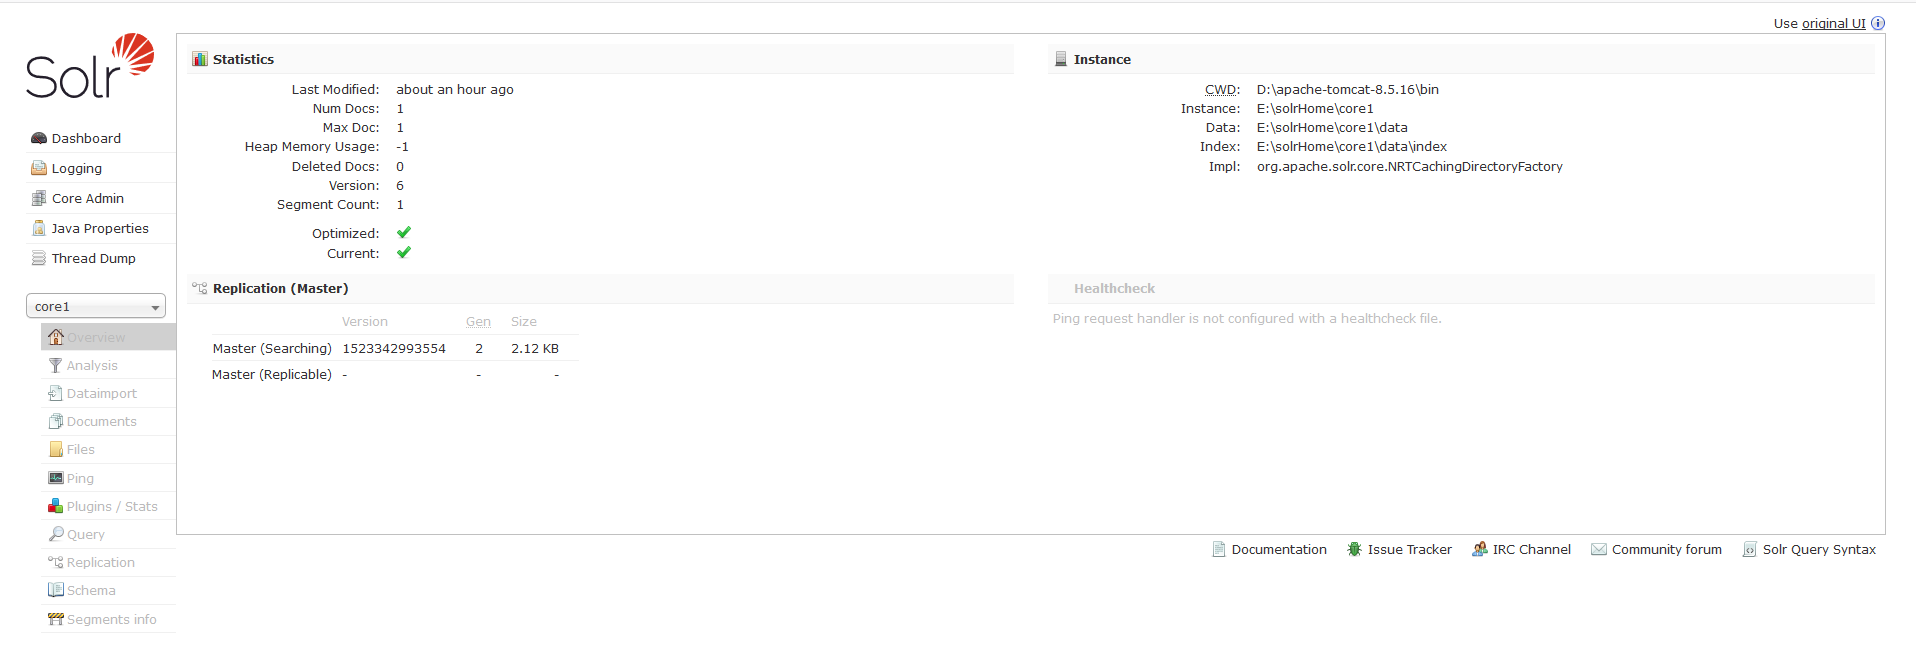 Use original UI
Solr
Dashboard
Logging
Core Admin
Java Properties
Thread Dump
core1
Overview
Analysis
Dataimport
Documents
Files
Ping
Plugins / Stats
Query
Replication
Schema
Segments info
Statistics
Last Modified: about an hour ago
Num Docs: 1
Max Doc: 1
Heap Memory Usage: -1
Deleted Docs: 0
Version: 6
Segment Count: 1
Optimized:
Current:
Instance
CWD: D:\apache-tomcat-8.5.16\bin
Instance: E:\solrHome\core1
Data: E:\solrHome\core1\data
Index: E:\solrHome\core1\data\index
Impl: org.apache.solr.core.NRTCachingDirectoryFactory
Replication (Master)
Version Gen Size
Master (Searching) 1523342993554 2 2.12 KB
Master (Replicable) - - -
Healthcheck
Ping request handler is not configured with a healthcheck file.
Documentation Issue Tracker IRC Channel Community forum Solr Query Syntax